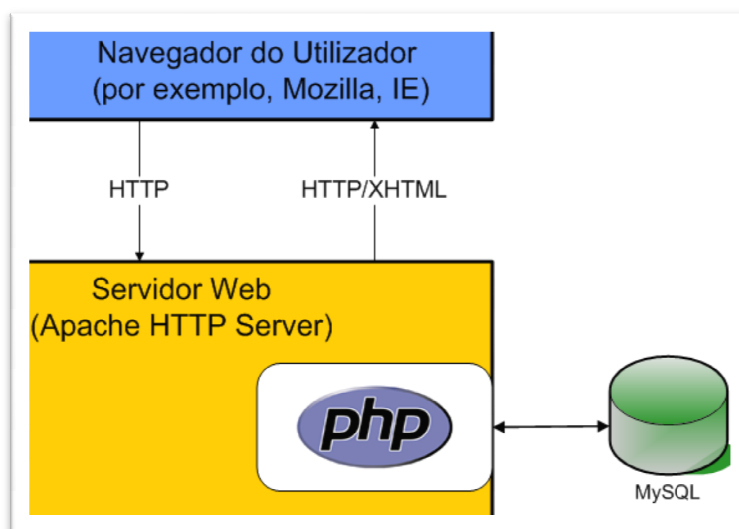 Navegador do Utilizador
(por exemplo, Mozilla, IE)
HTTP
HTTP/XHTML
Servidor Web
(Apache HTTP Server)
php
MySQL